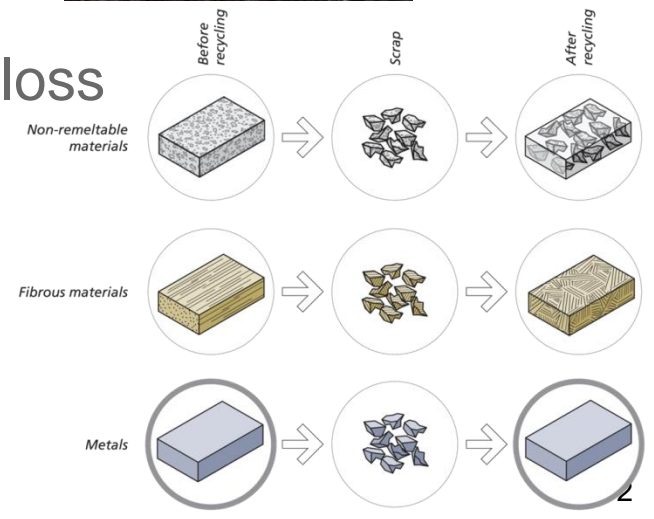 Before
recycling
Scrap
After
recycling
loss
Non-remeltable
materials
Fibrous materials
Metals
2